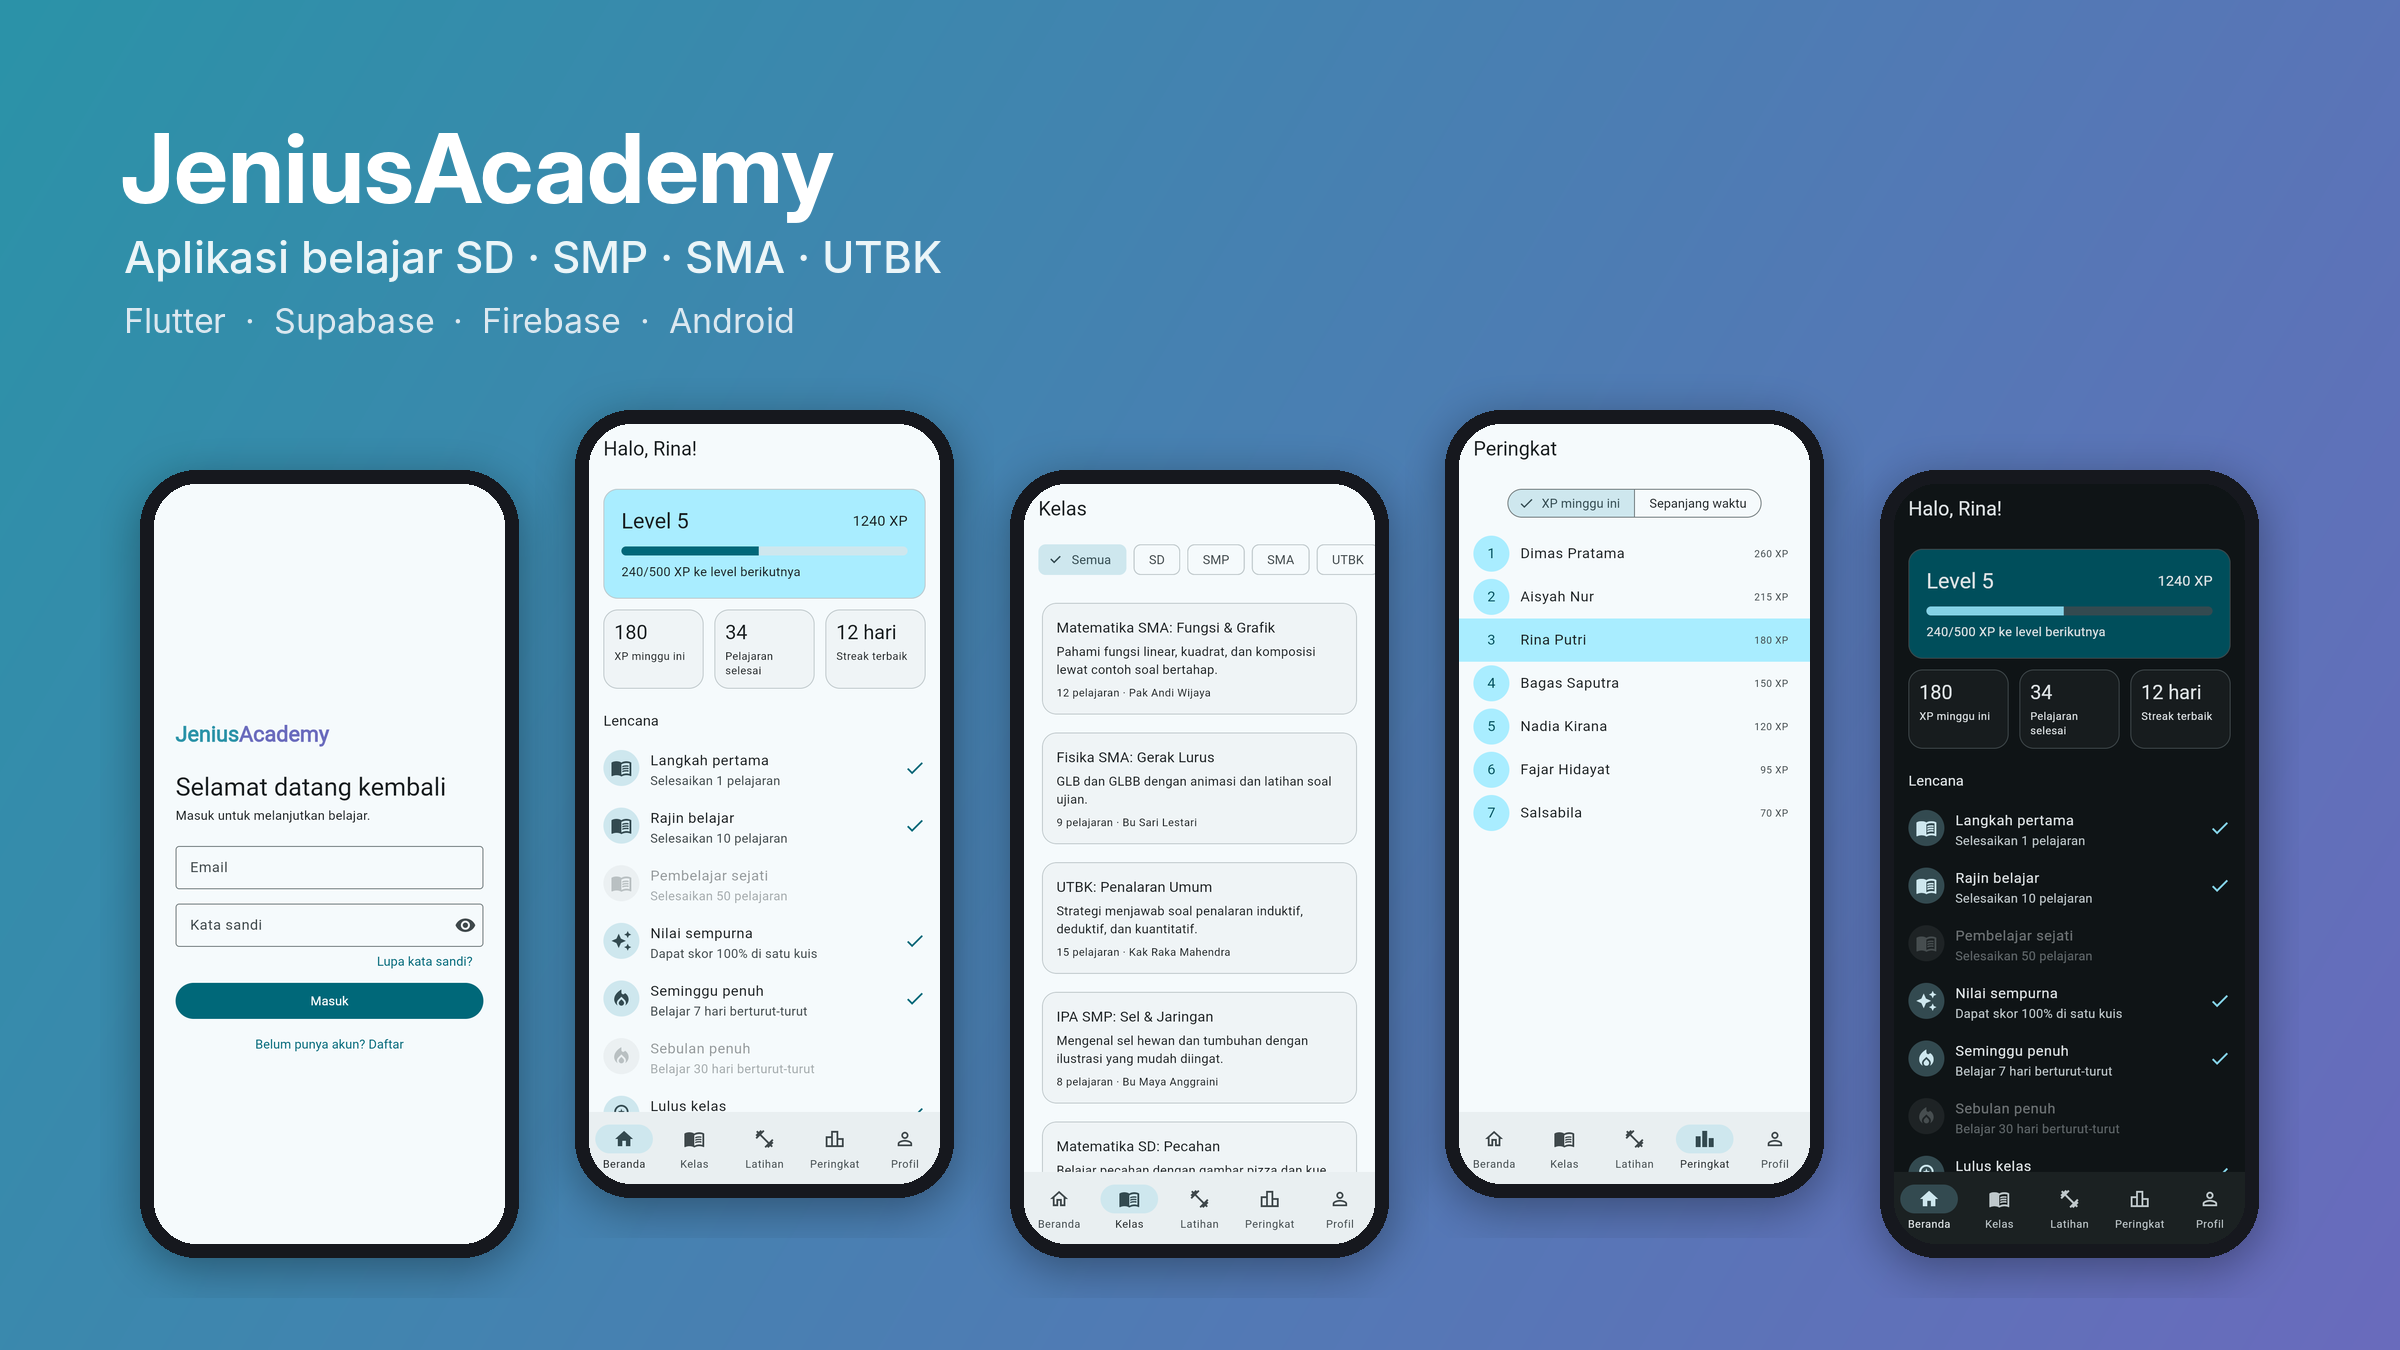 JeniusAcademy
Aplikasi belajar SD · SMP · SMA · UTBK
Flutter · Supabase · Firebase · Android
JeniusAcademy
Selamat datang kembali
Masuk untuk melanjutkan belajar.
Email
Kata sandi
Lupa kata sandi?
Masuk
Belum punya akun? Daftar
Halo, Rina!
Level 5 1240 XP
240/500 XP ke level berikutnya
180 34 12 hari
XP minggu ini Pelajaran Streak terbaik
selesai
Lencana
Langkah pertama
Selesaikan 1 pelajaran
Rajin belajar
Selesaikan 10 pelajaran
Pembelajar sejati
Selesaikan 50 pelajaran
Nilai sempurna
Dapat skor 100% di satu kuis
Seminggu penuh
Belajar 7 hari berturut-turut
Sebulan penuh
Belajar 30 hari berturut-turut
Lulus kelas
Beranda Kelas Latihan Peringkat Profil
Kelas
Semua SD SMP SMA UTBK
Matematika SMA: Fungsi & Grafik
Pahami fungsi linear, kuadrat, dan komposisi
lewat contoh soal bertahap.
12 pelajaran · Pak Andi Wijaya
Fisika SMA: Gerak Lurus
GLB dan GLBB dengan animasi dan latihan soal
ujian.
9 pelajaran · Bu Sari Lestari
UTBK: Penalaran Umum
Strategi menjawab soal penalaran induktif,
deduktif, dan kuantitatif.
15 pelajaran · Kak Raka Mahendra
IPA SMP: Sel & Jaringan
Mengenal sel hewan dan tumbuhan dengan
ilustrasi yang mudah diingat.
8 pelajaran · Bu Maya Anggraini
Matematika SD: Pecahan
Belajar pecahan dengan gambar pizza dan kue
Beranda Kelas Latihan Peringkat Profil
Peringkat
XP minggu ini Sepanjang waktu
1 Dimas Pratama 260 XP
2 Aisyah Nur 215 XP
3 Rina Putri 180 XP
4 Bagas Saputra 150 XP
5 Nadia Kirana 120 XP
6 Fajar Hidayat 95 XP
7 Salsabila 70 XP
Beranda Kelas Latihan Peringkat Profil
Halo, Rina!
Level 5 1240 XP
240/500 XP ke level berikutnya
180 34 12 hari
XP minggu ini Pelajaran Streak terbaik
selesai
Lencana
Langkah pertama
Selesaikan 1 pelajaran
Rajin belajar
Selesaikan 10 pelajaran
Pembelajar sejati
Selesaikan 50 pelajaran
Nilai sempurna
Dapat skor 100% di satu kuis
Seminggu penuh
Belajar 7 hari berturut-turut
Sebulan penuh
Belajar 30 hari berturut-turut
Lulus kelas
Beranda Kelas Latihan Peringkat Profil